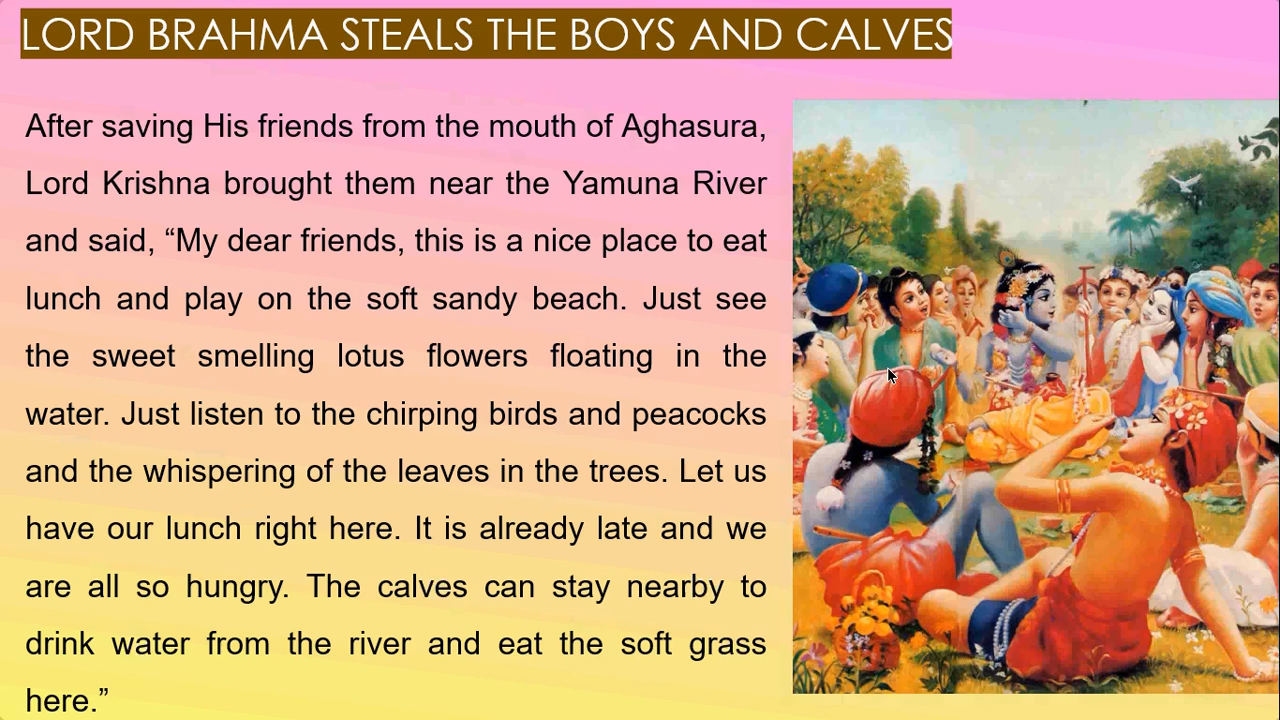 LORD BRAHMA STEALS THE BOYS AND CALVES
After saving His friends from the mouth of Aghasura,
Lord Krishna brought them near the Yamuna River
and said, “My dear friends, this is a nice place to eat
lunch and play on the soft sandy beach. Just see
the sweet smelling lotus flowers floating in the
water. Just listen to the chirping birds and peacocks
and the whispering of the leaves in the trees. Let us
have our lunch right here. It is already late and we
are all so hungry. The calves can stay nearby to
drink water from the river and eat the soft grass
here.”